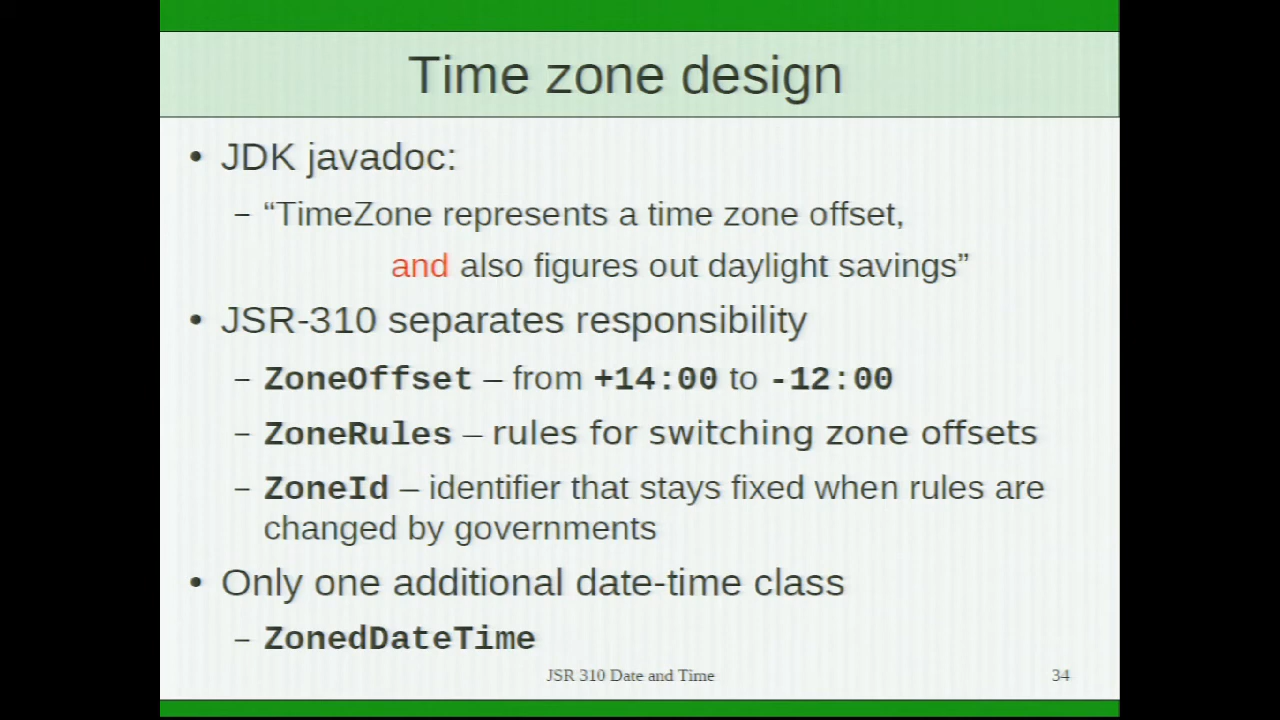 Time zone design
• JDK javadoc:
– “TimeZone represents a time zone offset,
and also figures out daylight savings”
• JSR-310 separates responsibility
– ZoneOffset – from +14:00 to -12:00
– ZoneRules – rules for switching zone offsets
– ZoneId – identifier that stays fixed when rules are
changed by governments
• Only one additional date-time class
– ZonedDateTime
JSR 310 Date and Time 34